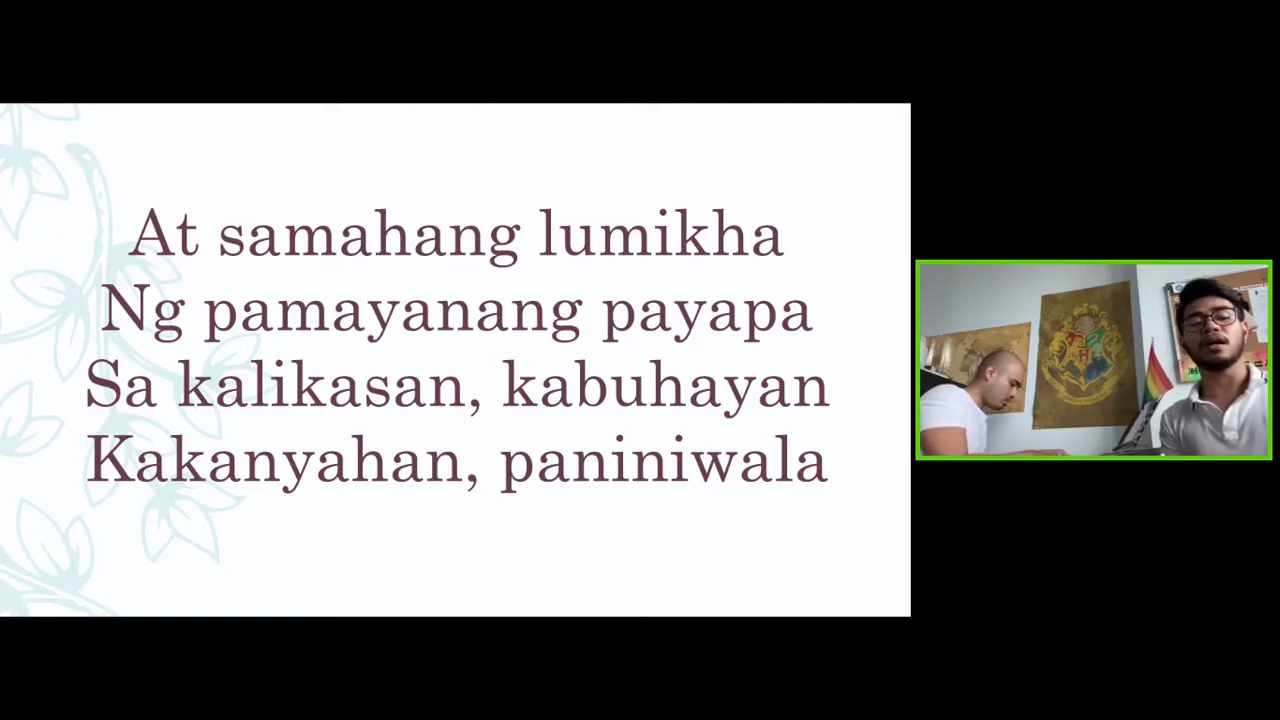 At samahang lumikha
Ng pamayanang payapa
Sa kalikasan, kabuhayan
Kakanyahan, paniniwala